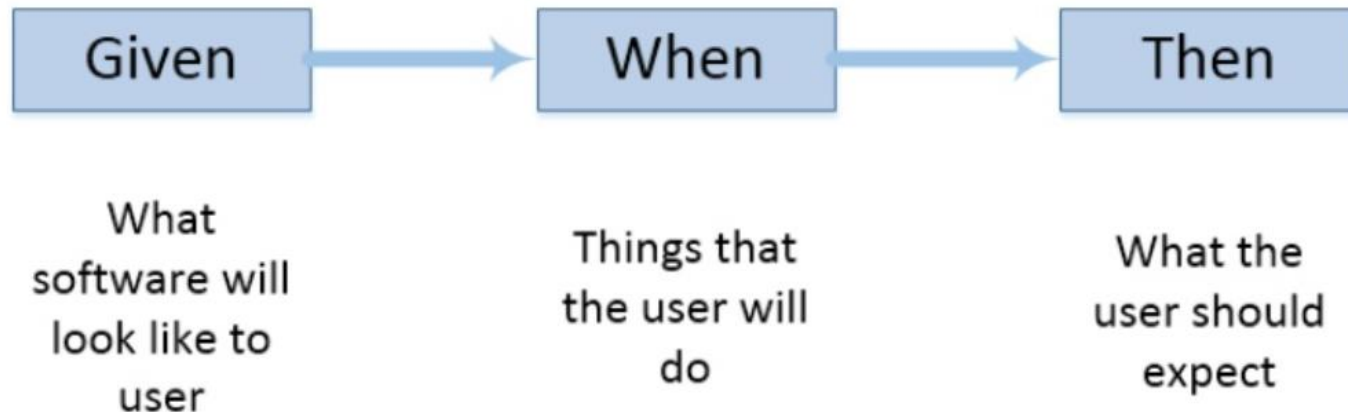 Given
When
Then
What
software will
look like to
user
Things that
the user will
do
What the
user should
expect